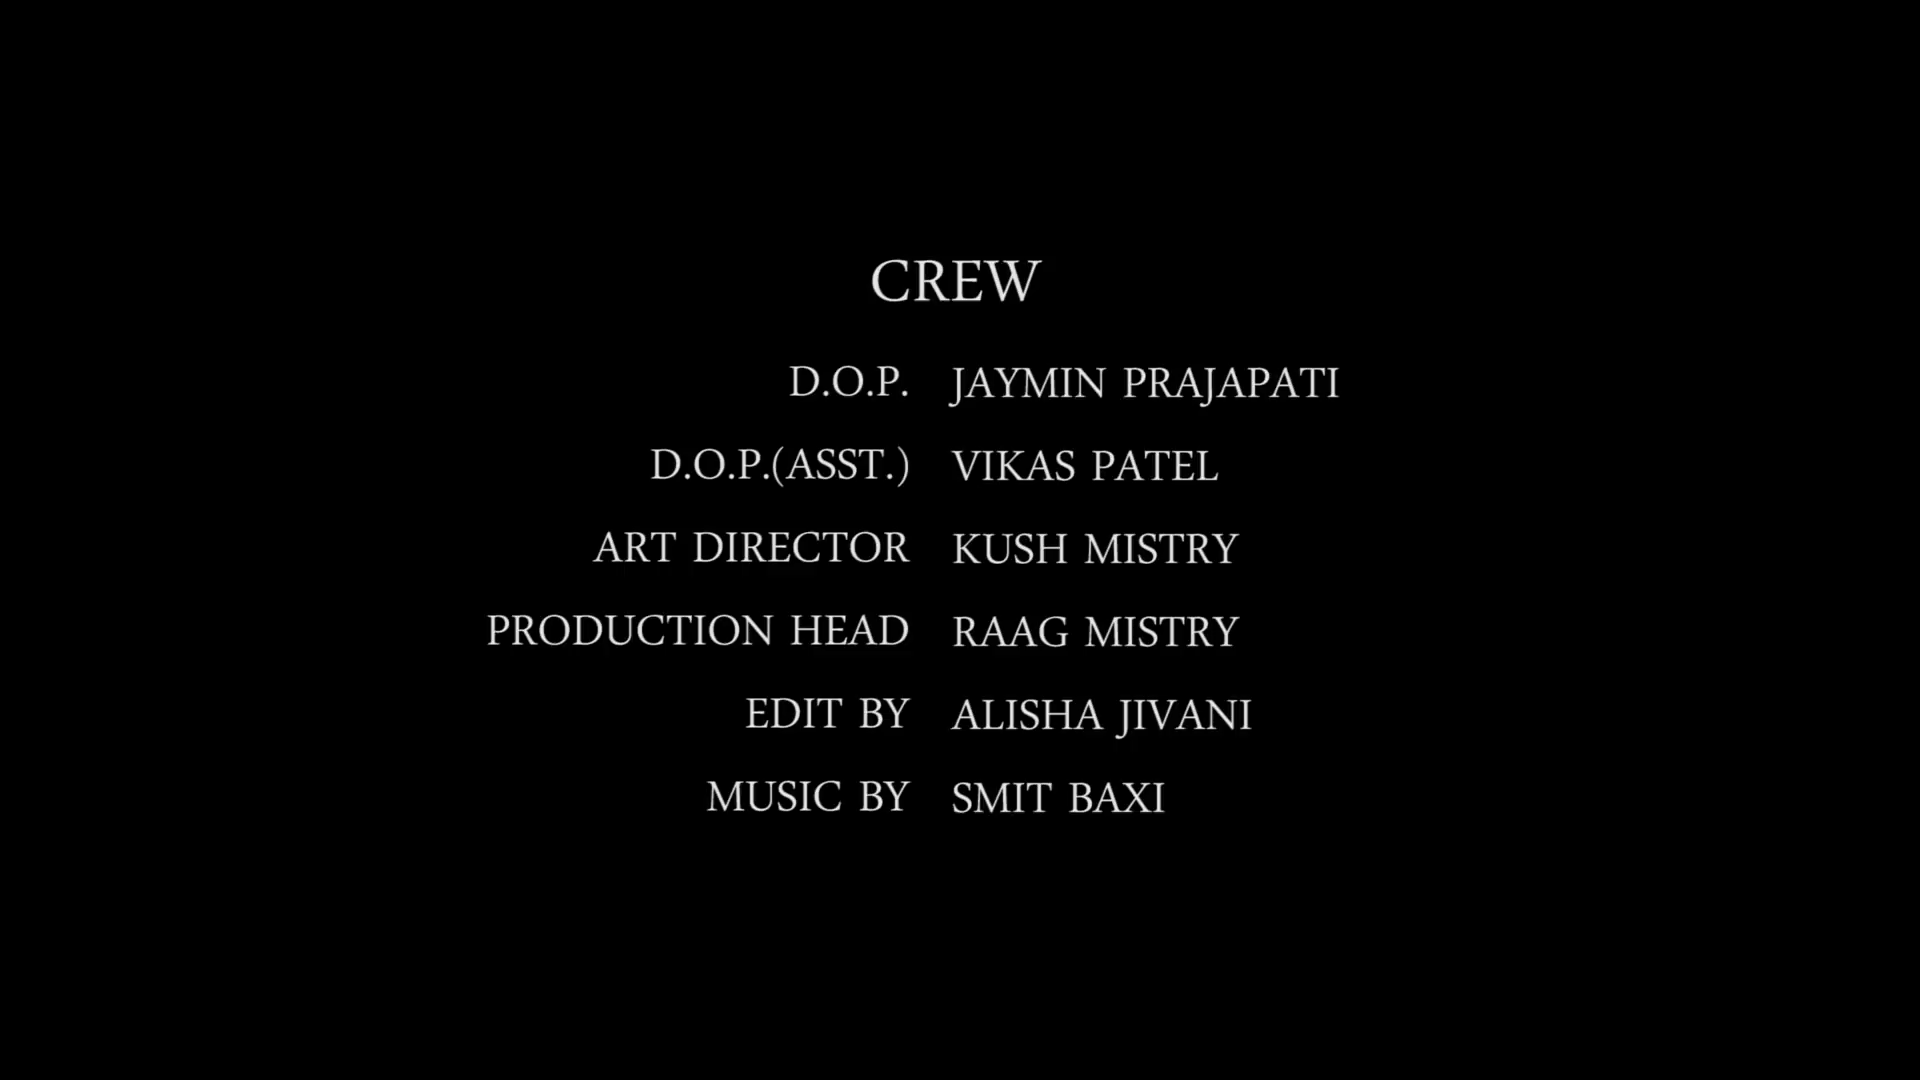 CREW
D.O.P. JAYMIN PRAJAPATI
D.O.P.(ASST.) VIKAS PATEL
ART DIRECTOR KUSH MISTRY
PRODUCTION HEAD RAAG MISTRY
EDIT BY ALISHA JIVANI
MUSIC BY SMIT BAXI